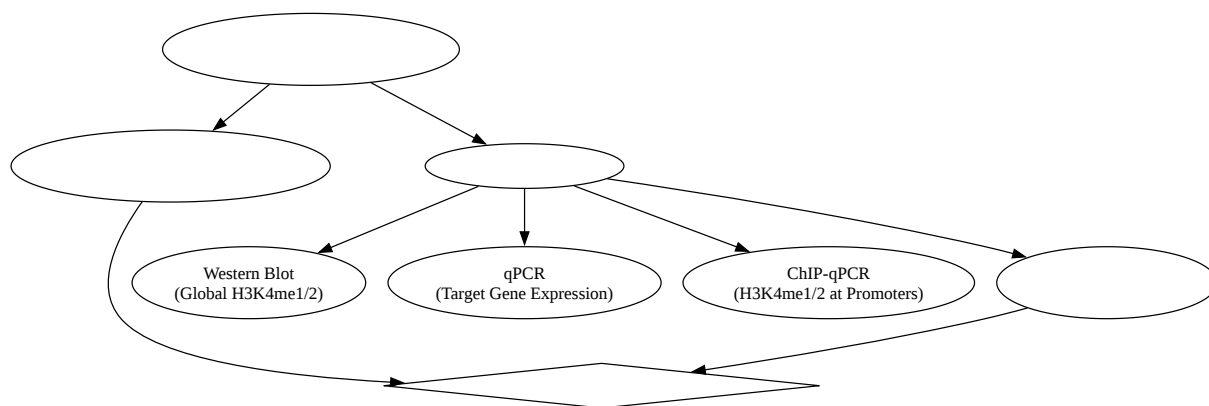 Western Blot
(Global H3K4me1/2)
qPCR
(Target Gene Expression)
ChIP-qPCR
(H3K4me1/2 at Promoters)